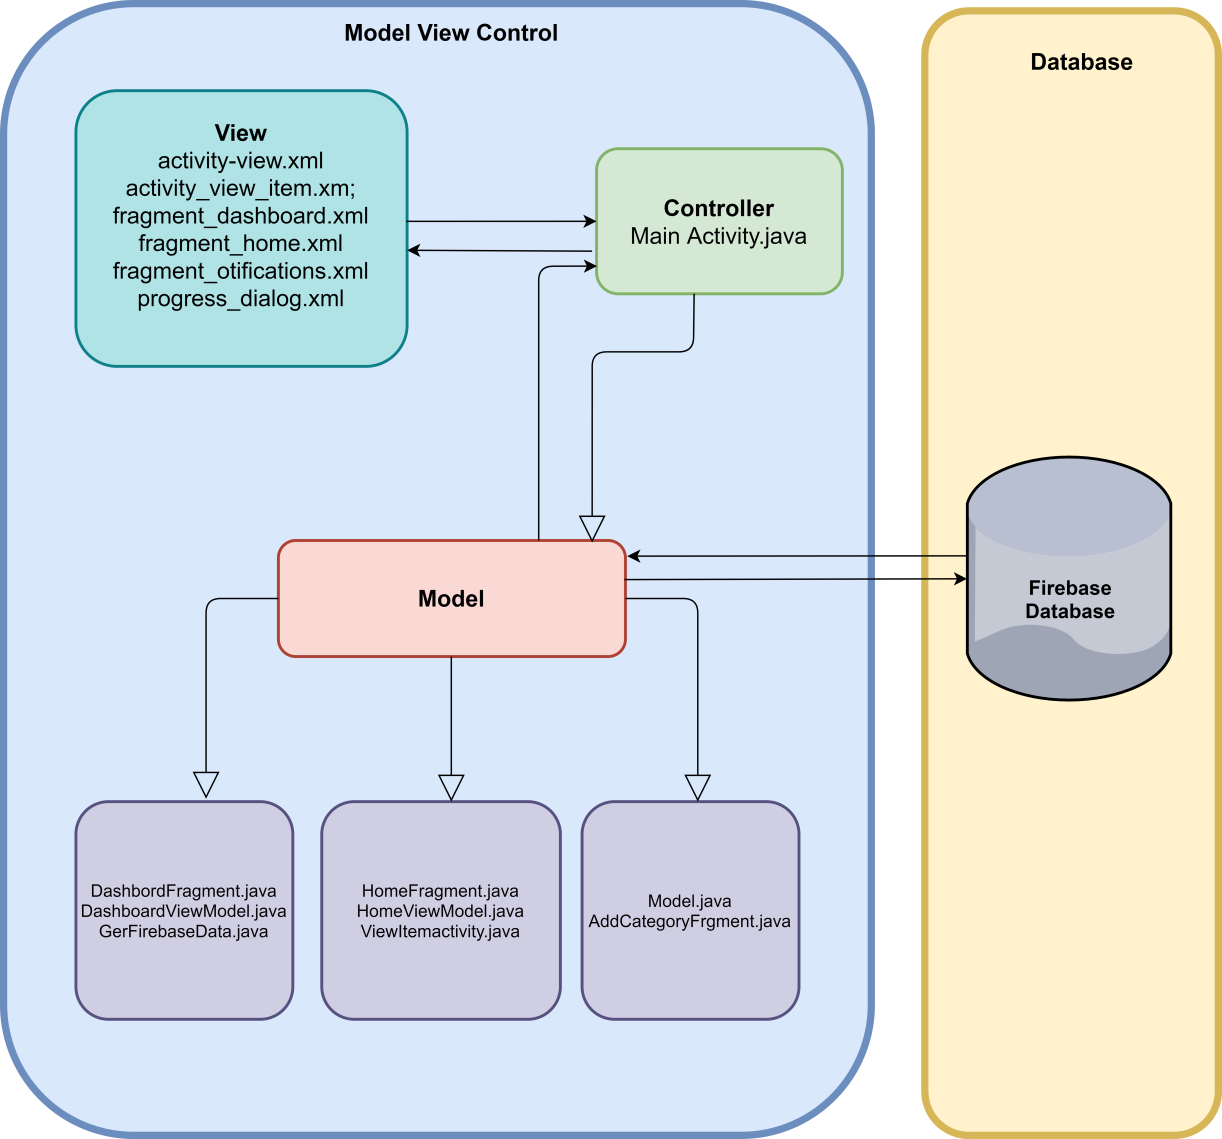 Model View Control
Database
View
activity-view.xml
activity_view_item.xm;
fragment_dashboard.xml
fragment_home.xml
fragment_otifications.xml
progress_dialog.xml
Controller
Main Activity.java
Model
Firebase
Database
DashbordFragment.java
DashboardViewModel.java
GerFirebaseData.java
HomeFragment.java
HomeViewModel.java
ViewItemactivity.java
Model.java
AddCategoryFrgment.java